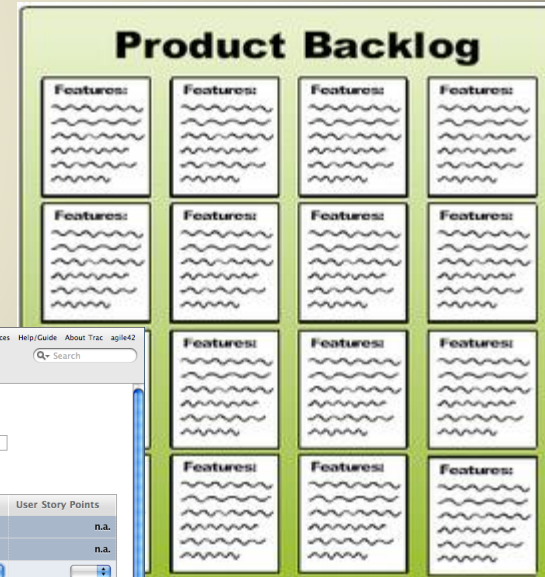 Product Backlog
Features: Features: Features: Features:
Features: Features: Features: Features:
ces Help/Guide About Trac agile42
Search
Features: Features: Features:
Features: Features: Features:
User Story Points
n.a.
n.a.